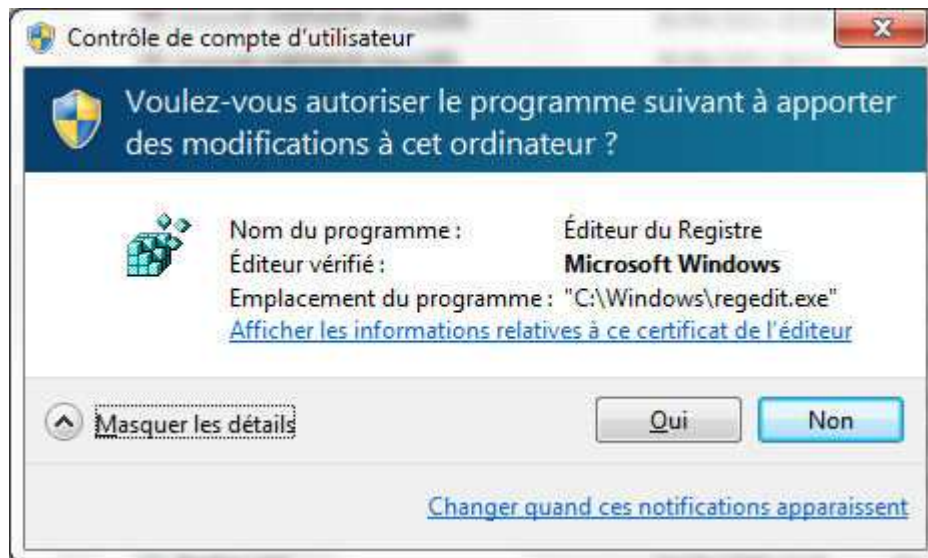 Contrôle de compte d'utilisateur
Voulez-vous autoriser le programme suivant à apporter
des modifications à cet ordinateur ?
Nom du programme : Éditeur du Registre
Éditeur vérifié : Microsoft Windows
Emplacement du programme : "C:\Windows\regedit.exe"
Afficher les informations relatives à ce certificat de l'éditeur
Masquer les détails
Oui
Non
Changer quand ces notifications apparaissent